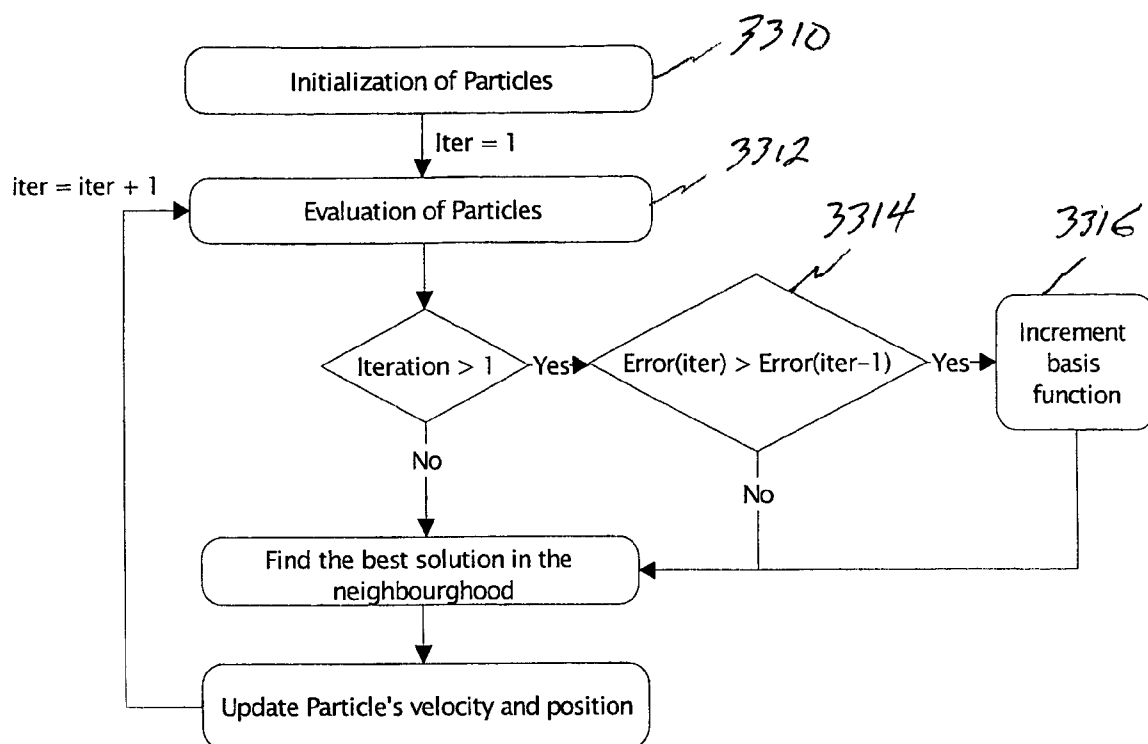 3310
Initialization of Particles
Iter = 1
3312
iter = iter + 1
Evaluation of Particles
3314
3316
Iteration > 1
Yes
Error(iter) > Error(iter-1)
Yes
Increment
basis
function
No
No
Find the best solution in the
neighbourghood
Update Particle's velocity and position